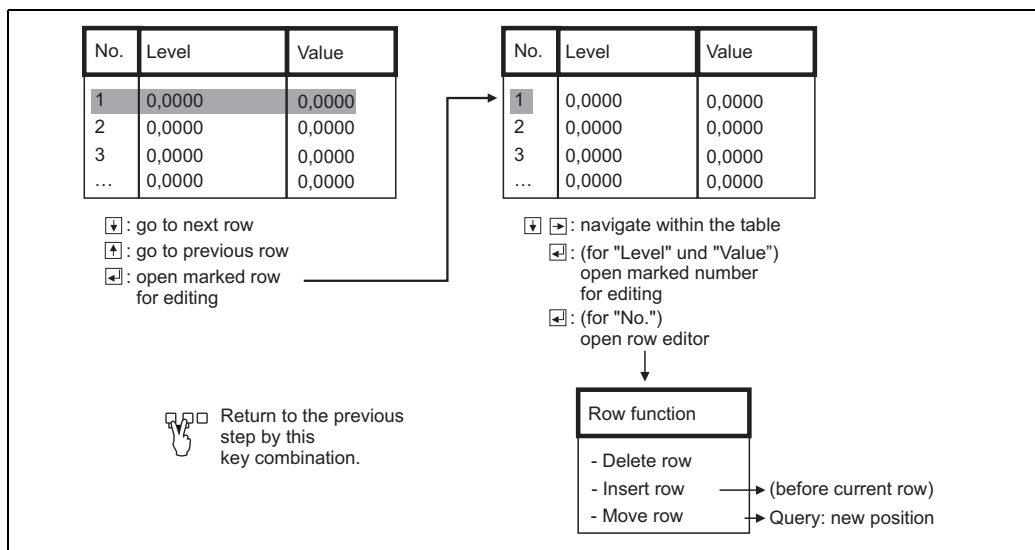 No. Level Value
1 0,0000 0,0000
2 0,0000 0,0000
3 0,0000 0,0000
... 0,0000 0,0000
: go to next row
: go to previous row
: open marked row
for editing
No. Level Value
1 0,0000 0,0000
2 0,0000 0,0000
3 0,0000 0,0000
... 0,0000 0,0000
: navigate within the table
: (for "Level" und "Value”)
open marked number
for editing
: (for "No.")
open row editor
Return to the previous
step by this
key combination.
Row function
- Delete row
- Insert row (before current row)
- Move row Query: new position